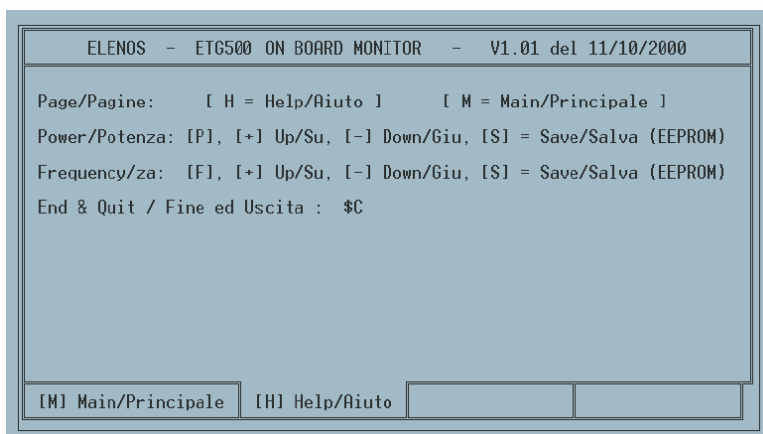 ELENOS - ETG500 ON BOARD MONITOR - V1.01 del 11/10/2000
Page/Pagine: [ H = Help/Aiuto ] [ M = Main/Principale ]
Power/Potenza: [P], [+] Up/Su, [-] Down/Giu, [S] = Save/Salva (EEPROM)
Frequency/za: [F], [+] Up/Su, [-] Down/Giu, [S] = Save/Salva (EEPROM)
End & Quit / Fine ed Uscita : $C
[M] Main/Principale [H] Help/Aiuto